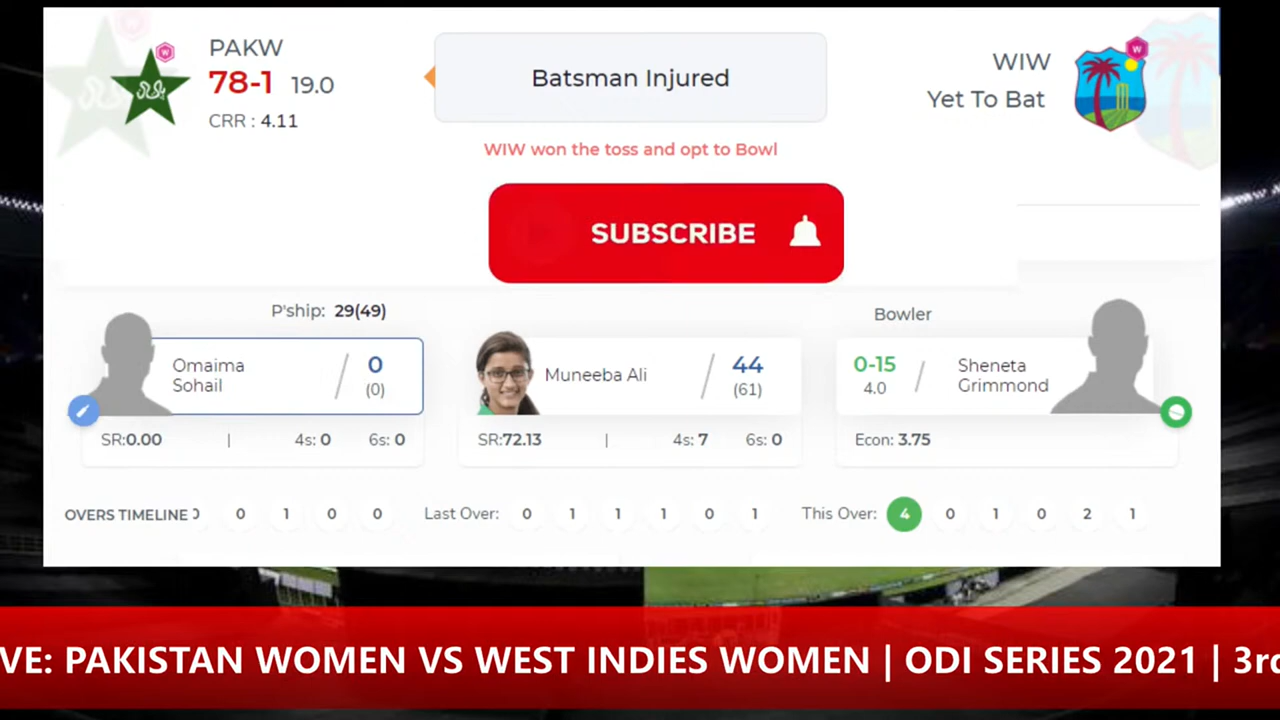 PAKW
78-1 19.0
CRR : 4.11
Batsman Injured
WIW won the toss and opt to Bowl
WIW
Yet To Bat
W
W
SUBSCRIBE
P'ship: 29(49)
Omaima
Sohail
0
(0)
SR:0.00 | 4s: 0 6s: 0
Muneeba Ali
44
(61)
SR:72.13 | 4s: 7 6s: 0
Bowler
0-15
4.0
Sheneta
Grimmond
Econ: 3.75
OVERS TIMELINE 0 1 0 0 Last Over: 0 1 1 1 0 1 This Over: 4 0 1 0 2 1
VE: PAKISTAN WOMEN VS WEST INDIES WOMEN | ODI SERIES 2021 | 3r